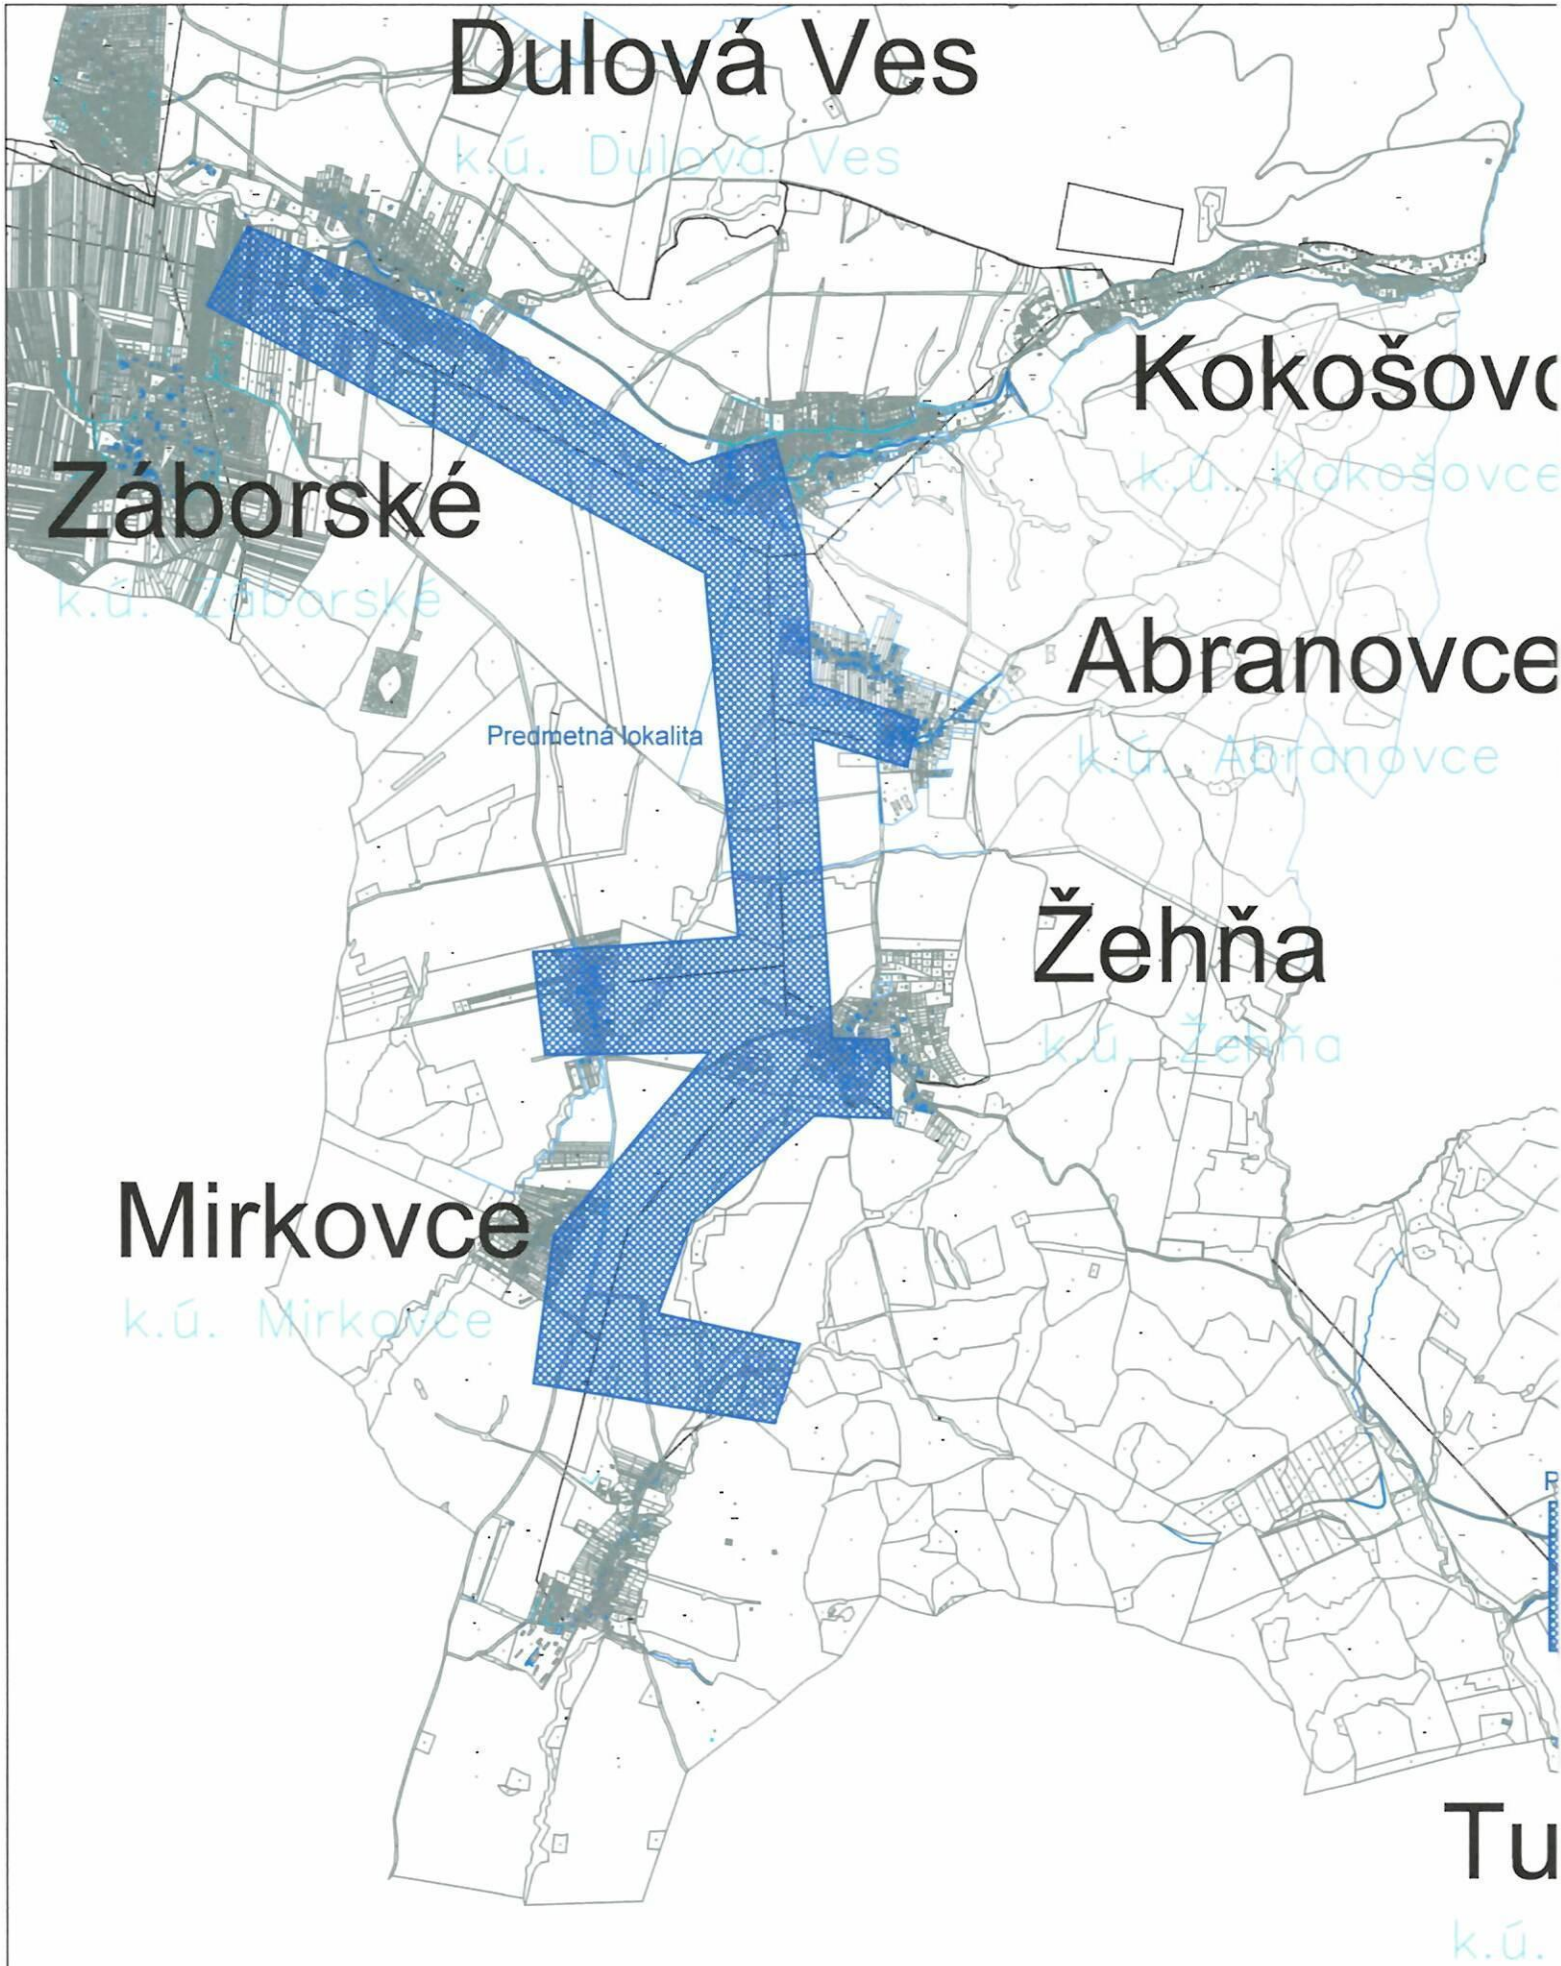 Dulová Ves
k.ú. Dulová Ves
Kokošov
k.ú. Kokošovce
Záborské
k.ú. Záborské
Abranovce
k.ú. Abranovce
Predmetná lokalita
Žehňa
k.ú. Žehňa
Mirkovce
k.ú. Mirkovce
P
Tu
k.ú.